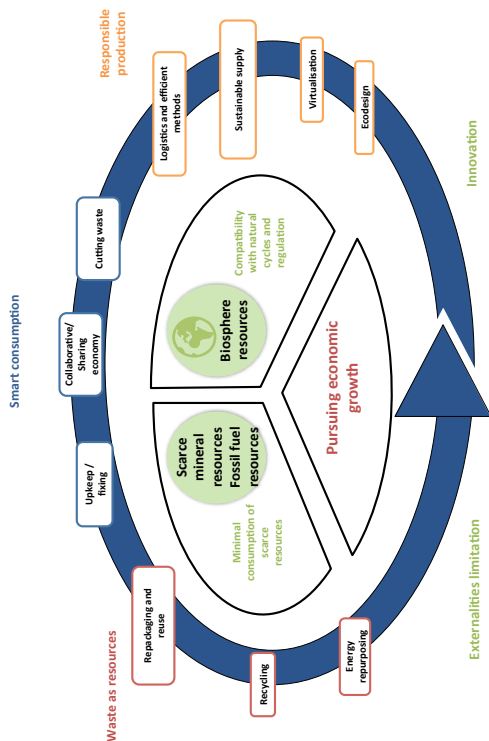 Smart consumption
Waste as resources
Responsible
production
Upkeep /
fixing
Collaborative/
Sharing
economy
Cutting waste
Repackaging and
reuse
Logistics and efficient
methods
Recycling
Sustainable supply
Energy
repurposing
Virtualisation
Ecodesign
Scarce
mineral
resources
Fossil fuel
resources
Minimal
consumption of
scarce
resources
Biosphere
resources
Compatibility
with natural
cycles and
regulation
Pursuing economic
growth
Externalities limitation
Innovation